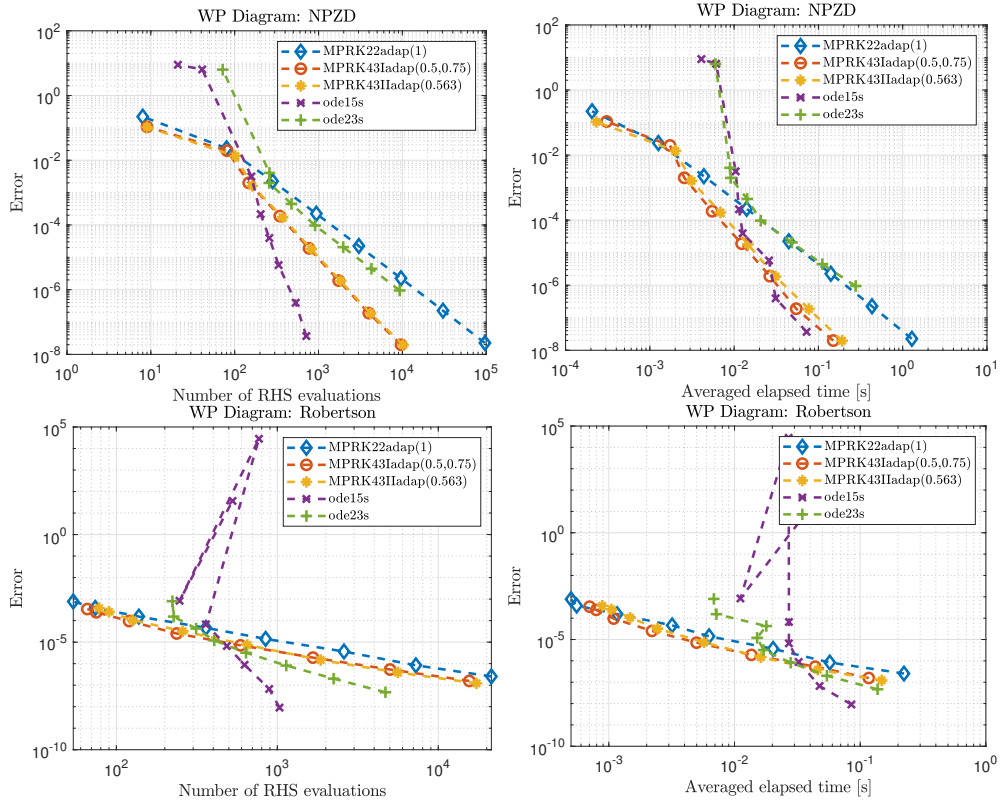 WP Diagram: NPZD
10^2
10^0
10^-2
10^-4
10^-6
10^-8
Error
MPRK22adap(1)
MPRK43Iadap(0.5,0.75)
MPRK43IIadap(0.563)
ode15s
ode23s
10^0 10^1 10^2 10^3 10^4 10^5
Number of RHS evaluations
WP Diagram: NPZD
10^2
10^0
10^-2
10^-4
10^-6
10^-8
Error
MPRK22adap(1)
MPRK43Iadap(0.5,0.75)
MPRK43IIadap(0.563)
ode15s
ode23s
10^-4 10^-3 10^-2 10^-1 10^0 10^1
Averaged elapsed time [s]
WP Diagram: Robertson
10^5
10^0
10^-5
10^-10
Error
MPRK22adap(1)
MPRK43Iadap(0.5,0.75)
MPRK43IIadap(0.563)
ode15s
ode23s
10^2 10^3 10^4
Number of RHS evaluations
WP Diagram: Robertson
10^5
10^0
10^-5
10^-10
Error
MPRK22adap(1)
MPRK43Iadap(0.5,0.75)
MPRK43IIadap(0.563)
ode15s
ode23s
10^-3 10^-2 10^-1 10^0
Averaged elapsed time [s]